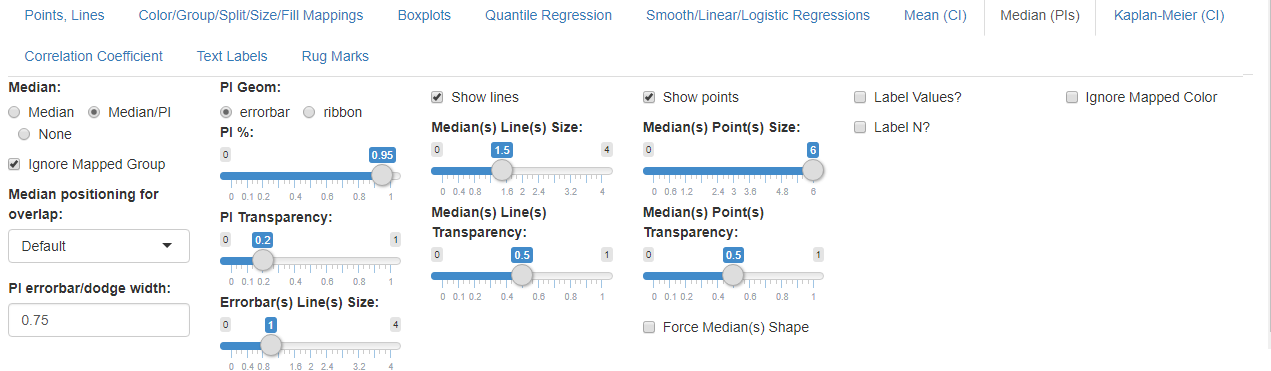 Points, Lines
Color/Group/Split/Size/Fill Mappings
Boxplots
Quantile Regression
Smooth/Linear/Logistic Regressions
Mean (CI)
Median (PIs)
Kaplan-Meier (CI)
Correlation Coefficient
Text Labels
Rug Marks
Median:
Median
Median/PI
None
Ignore Mapped Group
Median positioning for
overlap:
Default
PI errorbar/dodge width:
0.75
PI Geom:
errorbar
ribbon
PI %:
0 0.95
0 0.1 0.2 0.4 0.6 0.8 1
PI Transparency:
0 0.2 1
0 0.1 0.2 0.4 0.6 0.8 1
Errorbar(s) Line(s) Size:
0 1 4
0 0.4 0.8 1.6 2 2.4 3.2 4
Show lines
Median(s) Line(s) Size:
0 1.5 4
0 0.4 0.8 1.6 2 2.4 3.2 4
Median(s) Line(s)
Transparency:
0 0.5 1
0 0.1 0.2 0.4 0.6 0.8 1
Show points
Median(s) Point(s) Size:
0 6
0 0.6 1.2 2.4 3 3.6 4.8 6
Median(s) Point(s)
Transparency:
0 0.5 1
0 0.1 0.2 0.4 0.6 0.8 1
Force Median(s) Shape
Label Values?
Label N?
Ignore Mapped Color